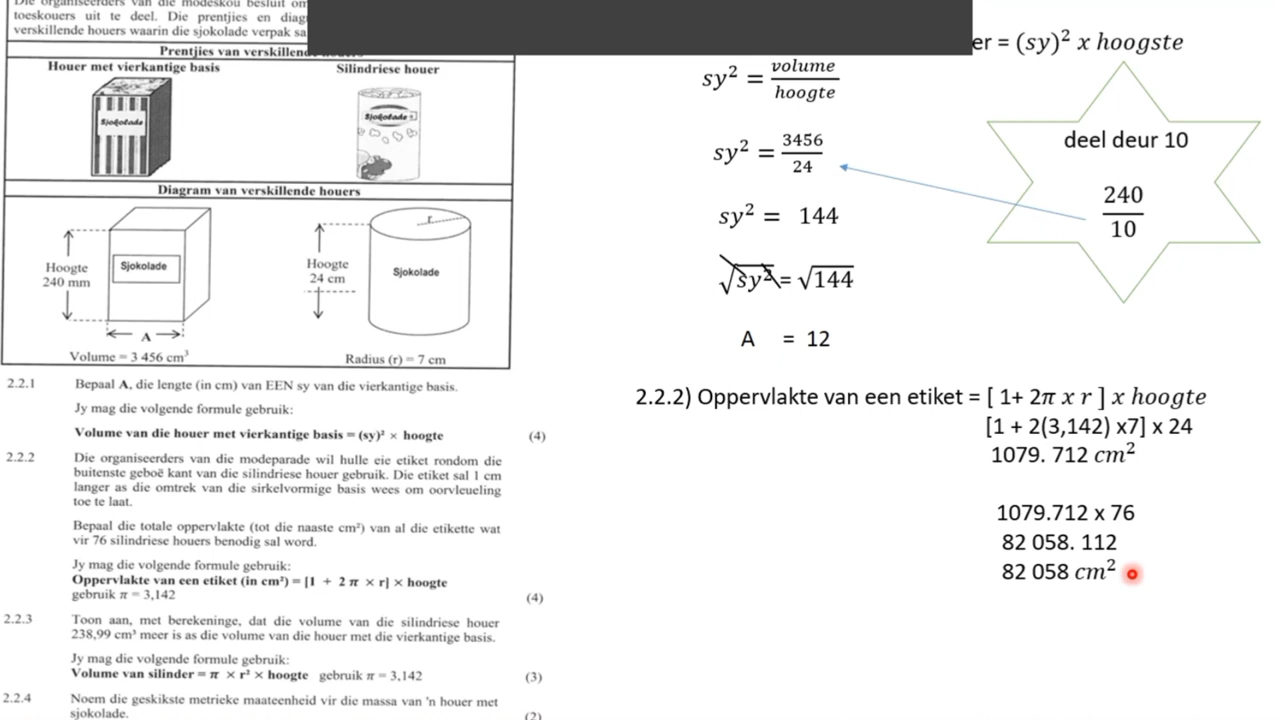 Die organiseerders van die modeskou besluit om
toeskouers uit te deel. Die prentjies en diag
verskillende houers waarin die sjokolade verpak sa
Prentjies van verskillend
Houer met vierkantige basis
Silindriese houer
Sjokolade
Sjokolade
Diagram van verskillende houers
Hoogte
240 mm
Sjokolade
A
Volume = 3 456 cm³
Hoogte
24 cm
r
Sjokolade
Radius (r) = 7 cm
2.2.1 Bepaal A, die lengte (in cm) van EEN sy van die vierkantige basis.
Jy mag die volgende formule gebruik:
Volume van die houer met vierkantige basis = (sy)² × hoogte (4)
2.2.2 Die organiseerders van die modeparade wil hulle eie etiket rondom die
buitenste geboë kant van die silindriese houer gebruik. Die etiket sal 1 cm
langer as die omtrek van die sirkelvormige basis wees om oorvleueling
toe te laat.
Bepaal die totale oppervlakte (tot die naaste cm²) van al die etikette wat
vir 76 silindriese houers benodig sal word.
Jy mag die volgende formule gebruik:
Oppervlakte van een etiket (in cm²) = [1 + 2 π × r] × hoogte
gebruik π = 3,142 (4)
2.2.3 Toon aan, met berekeninge, dat die volume van die silindriese houer
238,99 cm³ meer is as die volume van die houer met die vierkantige basis.
Jy mag die volgende formule gebruik:
Volume van silinder = π × r² × hoogte gebruik π = 3,142 (3)
2.2.4 Noem die geskikste metrieke maateenheid vir die massa van 'n houer met
sjokolade. (2)
er = (sy)² x hoogste
sy² = volume / hoogte
sy² = 3456 / 24
sy² = 144
√sy² = √144
A = 12
deel deur 10
240 / 10
2.2.2) Oppervlakte van een etiket = [ 1+ 2π x r ] x hoogte
[1 + 2(3,142) x7] x 24
1079. 712 cm²
1079.712 x 76
82 058. 112
82 058 cm²